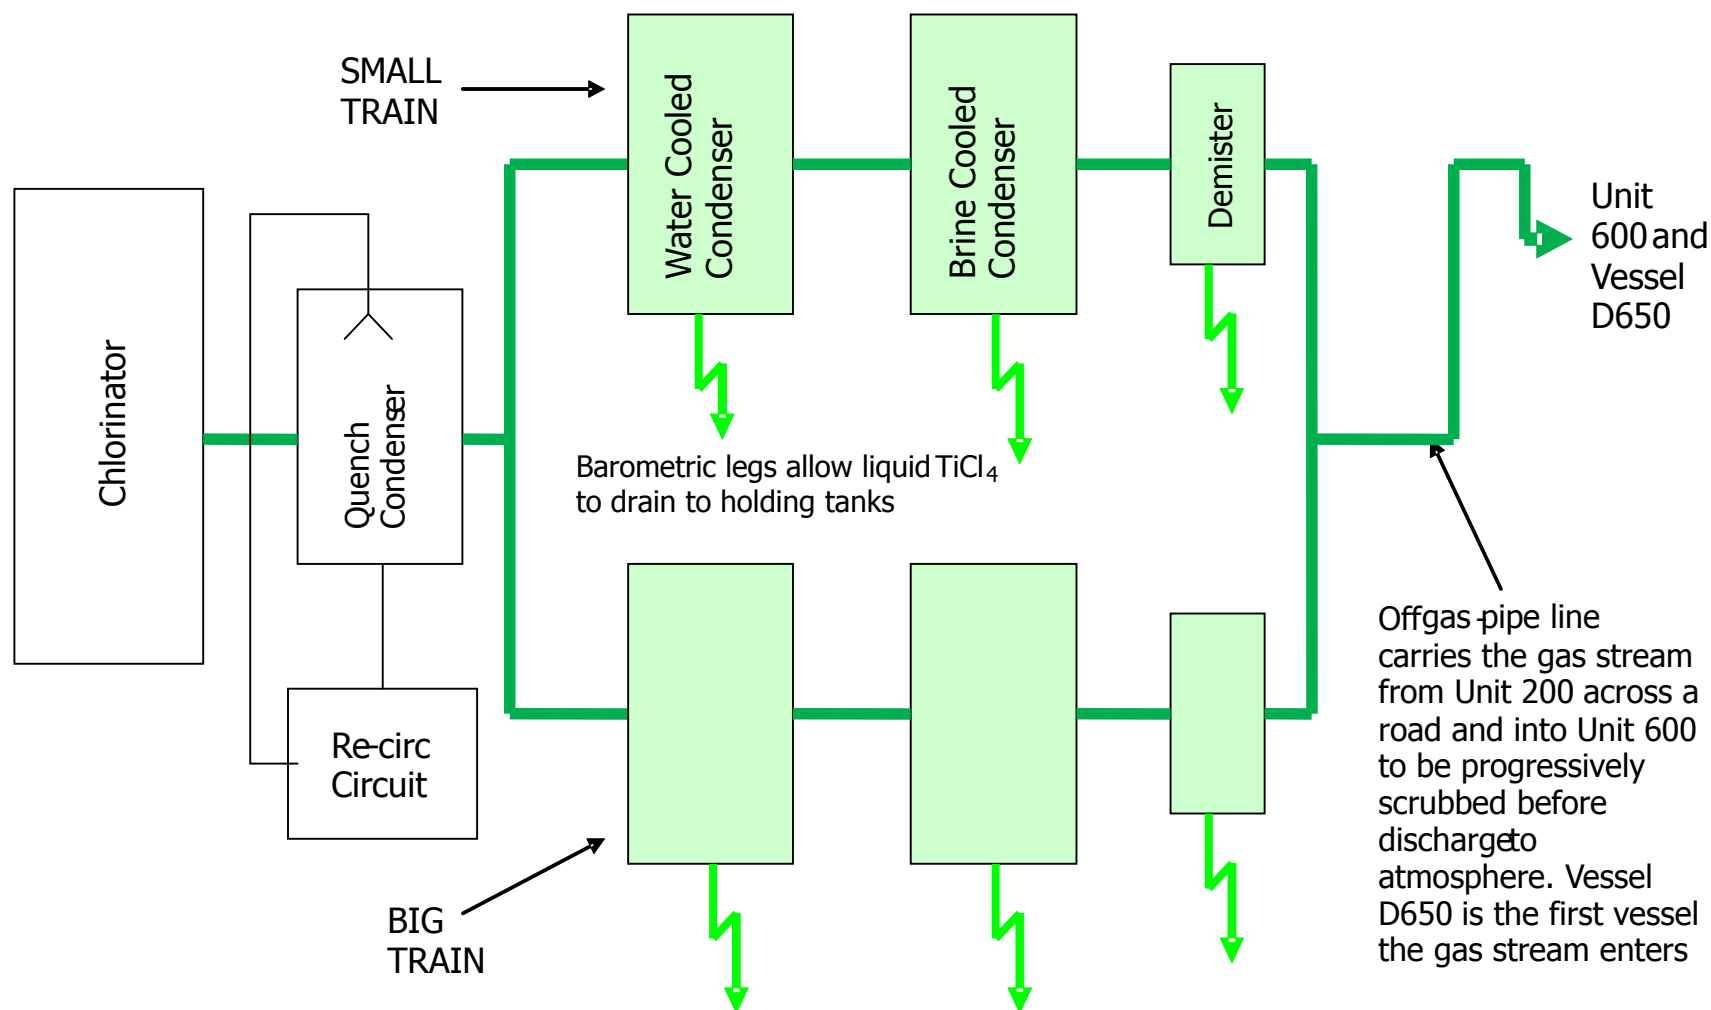 SMALL
TRAIN
Water Cooled
Condenser
Brine Cooled
Condenser
Demister
Unit
600 and
Vessel
D650
Chlorinator
Quench
Condenser
Barometric legs allow liquid TiCl4
to drain to holding tanks
Re-circ
Circuit
BIG
TRAIN
Offgas-pipe line
carries the gas stream
from Unit 200 across a
road and into Unit 600
to be progressively
scrubbed before
discharge to
atmosphere. Vessel
D650 is the first vessel
the gas stream enters